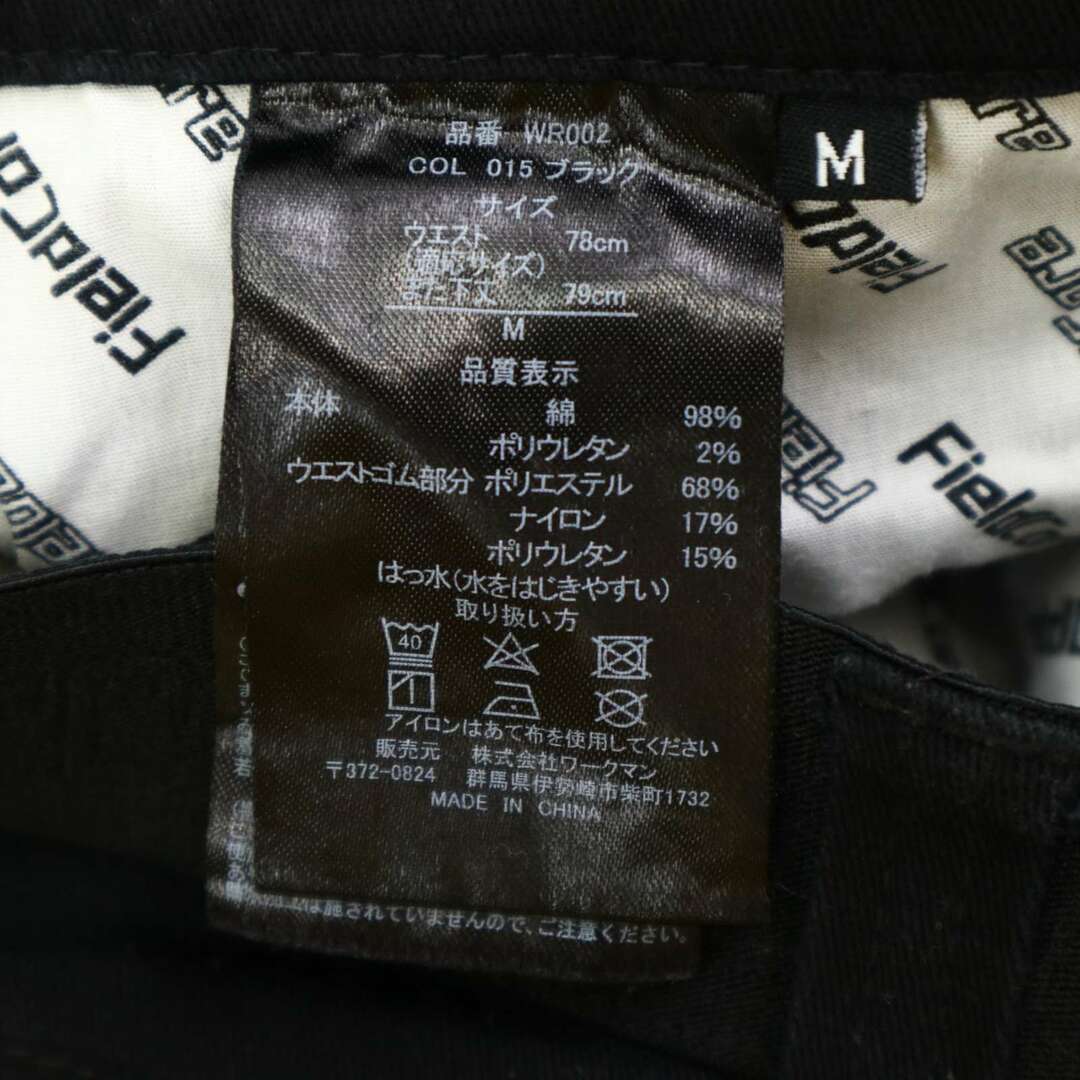 品番 WR002
COL 015 ブラック
サイズ
ウエスト 78cm
(適応サイズ)
また下丈 79cm
M
品質表示
本体 綿 98%
ポリウレタン 2%
ウエストゴム部分 ポリエステル 68%
ナイロン 17%
ポリウレタン 15%
はっ水(水をはじきやすい)
取り扱い方
40
アイロンはあて布を使用してください
販売元 株式会社ワークマン
〒372-0824 群馬県伊勢崎市柴町1732
MADE IN CHINA
は施されていませんので、ご注意ください。
M
FieldCo
FieldCo